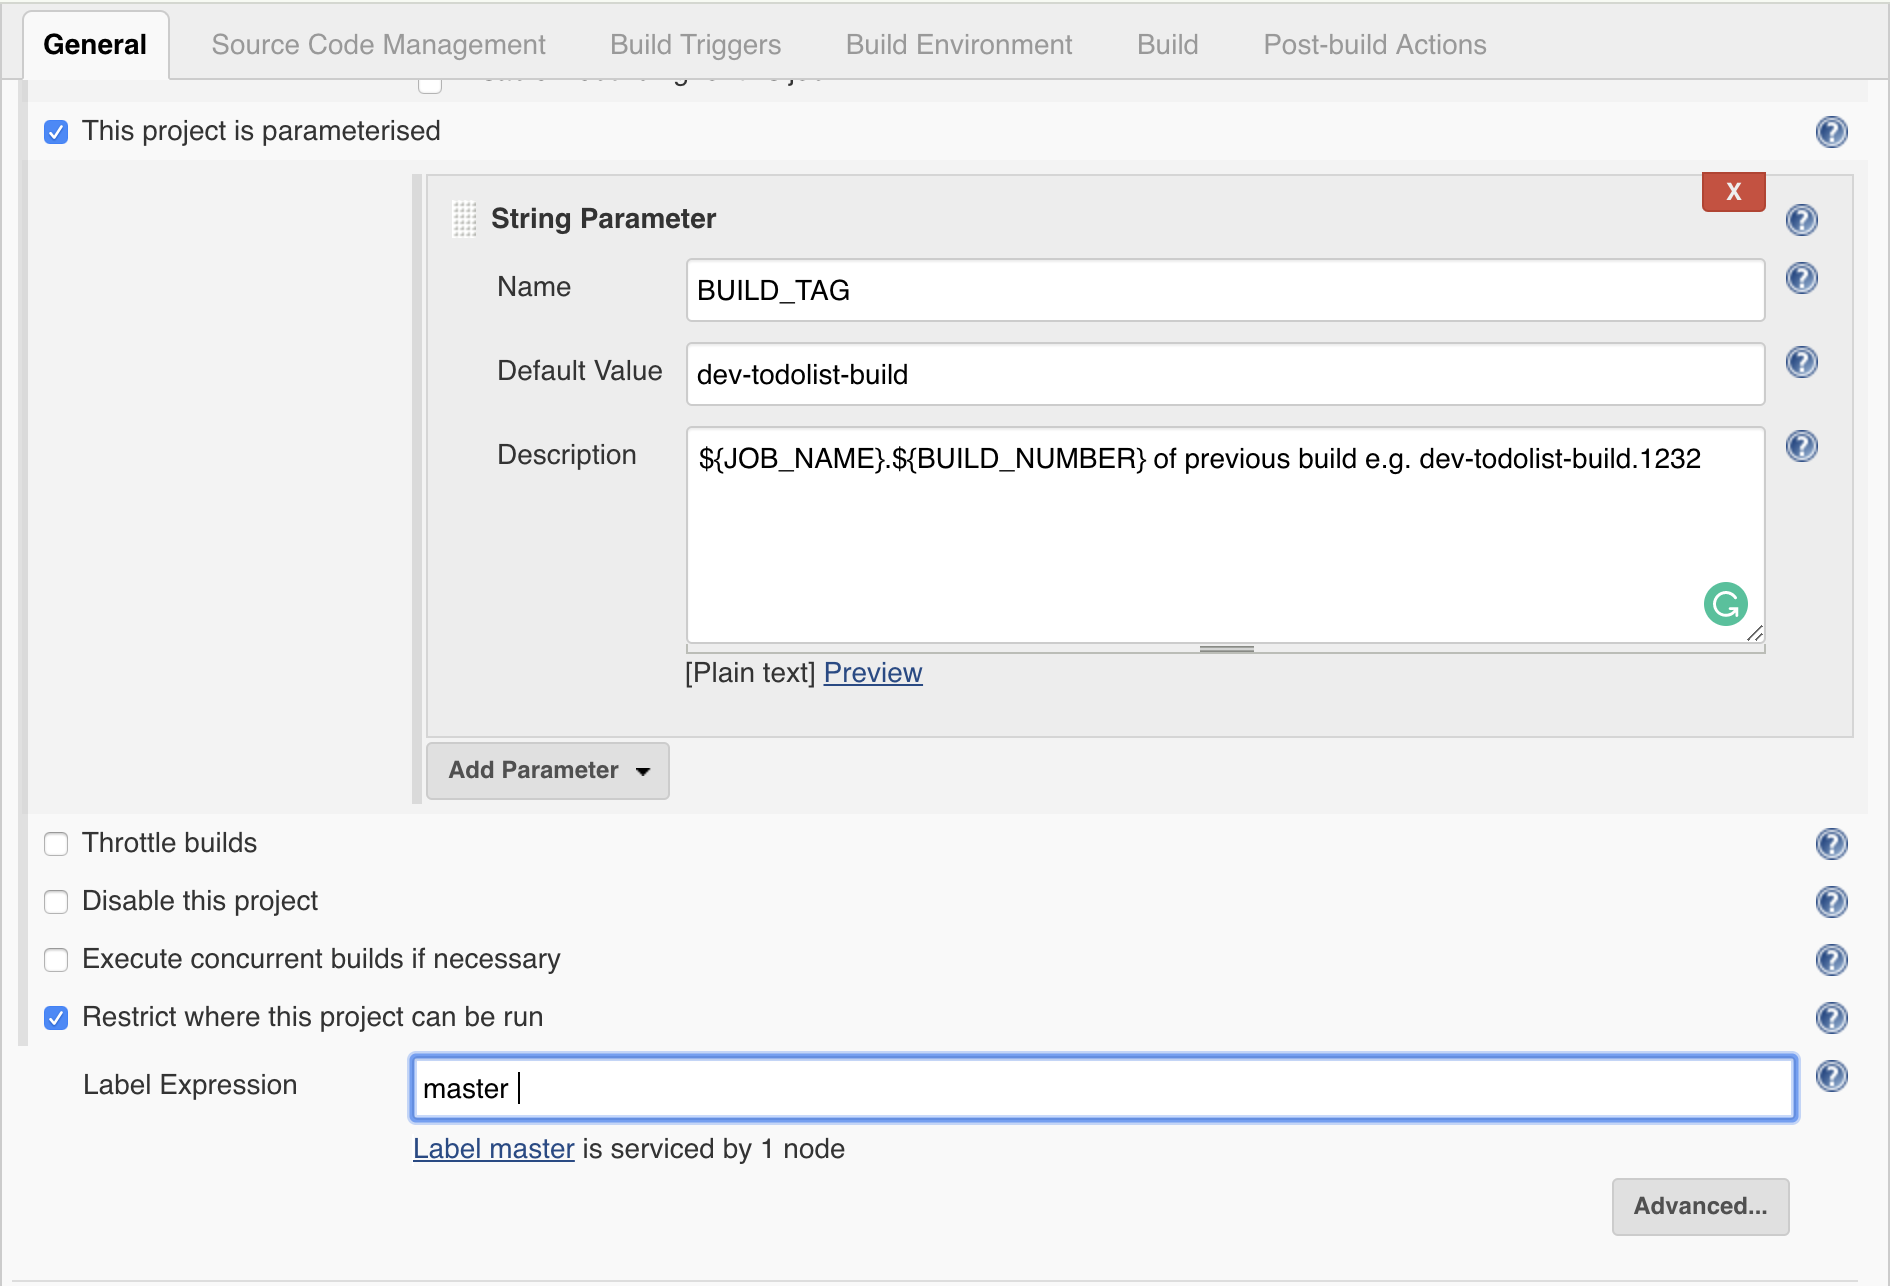 General Source Code Management Build Triggers Build Environment Build Post-build Actions
This project is parameterised
X
String Parameter
Name BUILD_TAG
Default Value dev-todolist-build
Description ${JOB_NAME}.${BUILD_NUMBER} of previous build e.g. dev-todolist-build.1232
[Plain text] Preview
Add Parameter
Throttle builds
Disable this project
Execute concurrent builds if necessary
Restrict where this project can be run
Label Expression master
Label master is serviced by 1 node
Advanced...